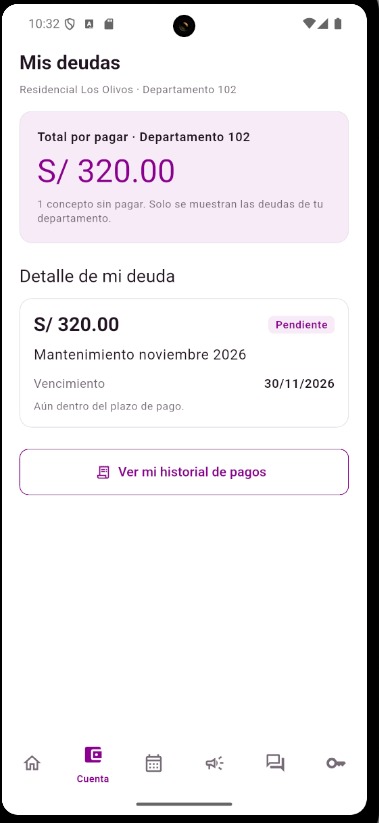 10:32
Mis deudas
Residencial Los Olivos · Departamento 102
Total por pagar · Departamento 102
S/ 320.00
1 concepto sin pagar. Solo se muestran las deudas de tu
departamento.
Detalle de mi deuda
S/ 320.00 Pendiente
Mantenimiento noviembre 2026
Vencimiento 30/11/2026
Aún dentro del plazo de pago.
Ver mi historial de pagos
Cuenta